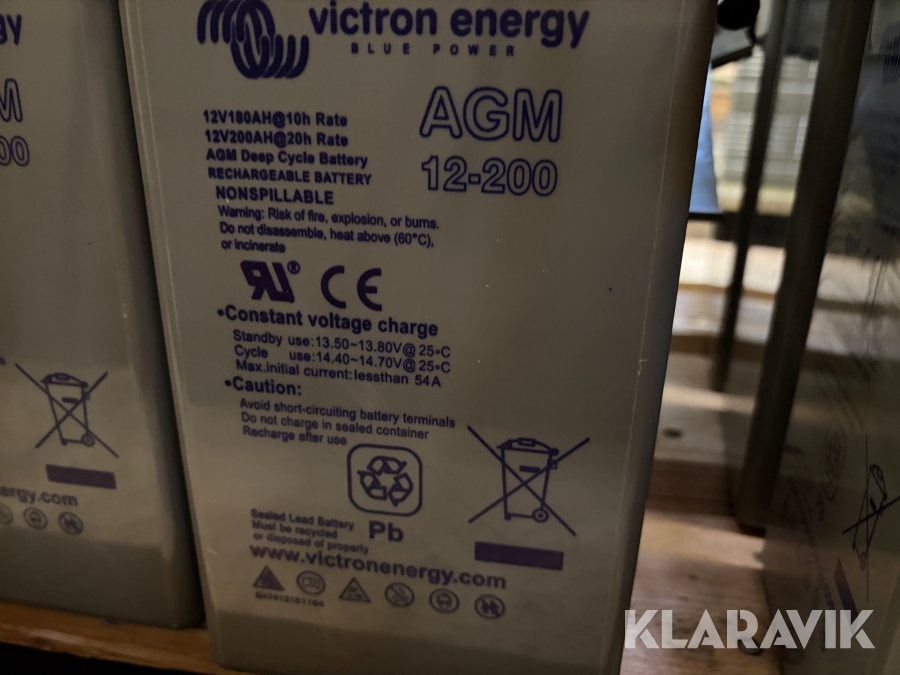 victron energy
BLUE POWER
AGM
12-200
12V180AH@10h Rate
12V200AH@20h Rate
AGM Deep Cycle Battery
RECHARGEABLE BATTERY
NONSPILLABLE
Warning: Risk of fire, explosion, or burns.
Do not disassemble, heat above (60°C),
or incinerate
CE
•Constant voltage charge
Standby use:13.50~13.80V@ 25°C
Cycle use:14.40~14.70V@ 25°C
Max.initial current:lessthan 54A
•Caution:
Avoid short-circuiting battery terminals
Do not charge in sealed container
Recharge after use
Pb
Sealed Lead Battery
Must be recycled
or disposed of properly
www.victronenergy.com
ergy.com
KLARAVIK